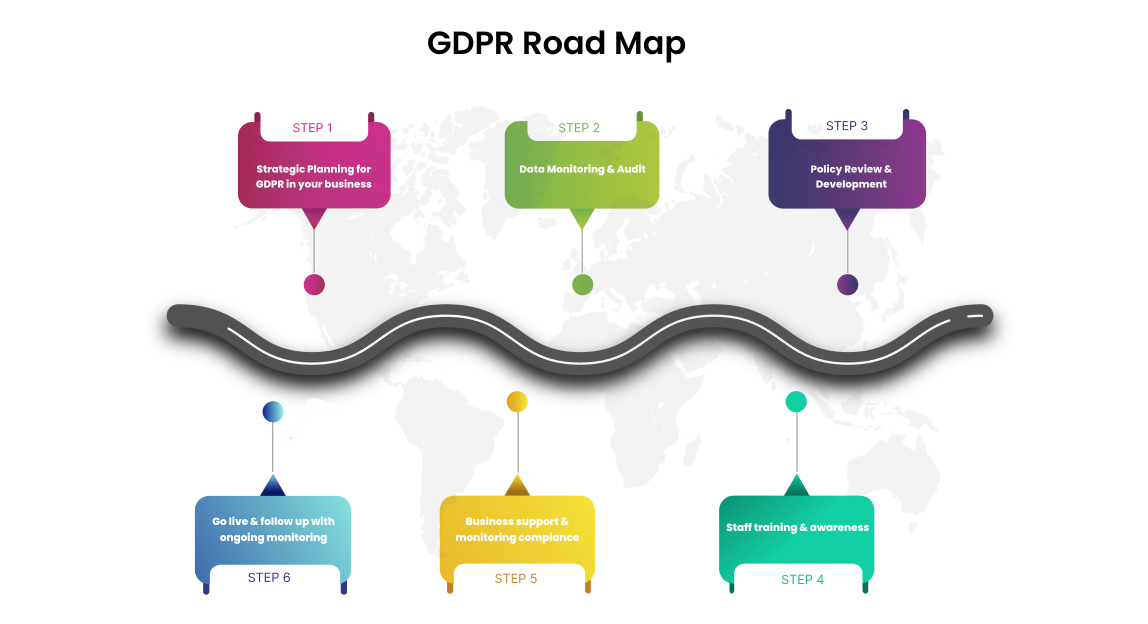 GDPR Road Map
STEP 1
Strategic Planning for
GDPR in your business
STEP 2
Data Monitoring & Audit
STEP 3
Policy Review &
Development
Staff training & awareness
STEP 4
Business support &
monitoring compiance
STEP 5
Go live & follow up with
ongoing monitoring
STEP 6